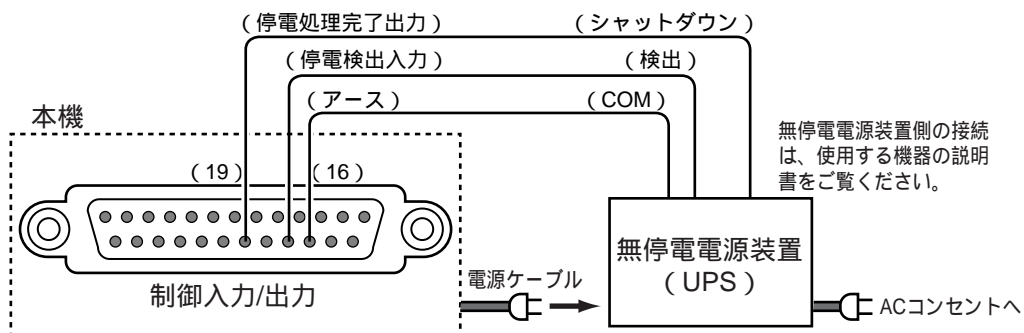 （停電処理完了出力） （シャットダウン）
（停電検出入力） （検出）
（アース） （COM）
本機
（19） （16）
無停電電源装置側の接続
は、使用する機器の説明
書をご覧ください。
制御入力/出力
電源ケーブル
無停電電源装置
（UPS）
ACコンセントへ